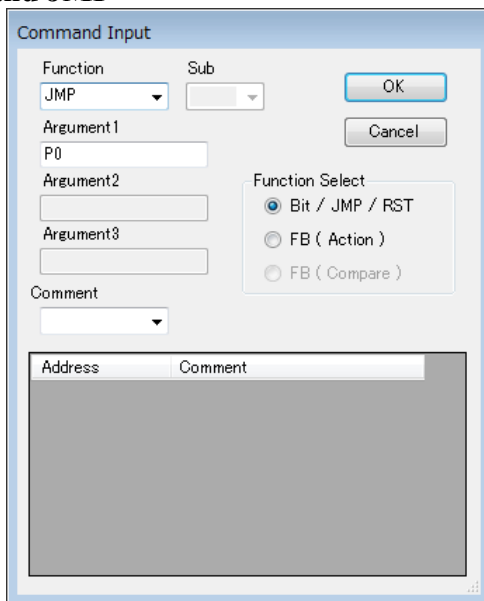 Command Input
Function Sub
JMP
OK
Argument1
Cancel
P0
Argument2
Function Select
Bit / JMP / RST
Argument3
FB ( Action )
FB ( Compare )
Comment
Address Comment